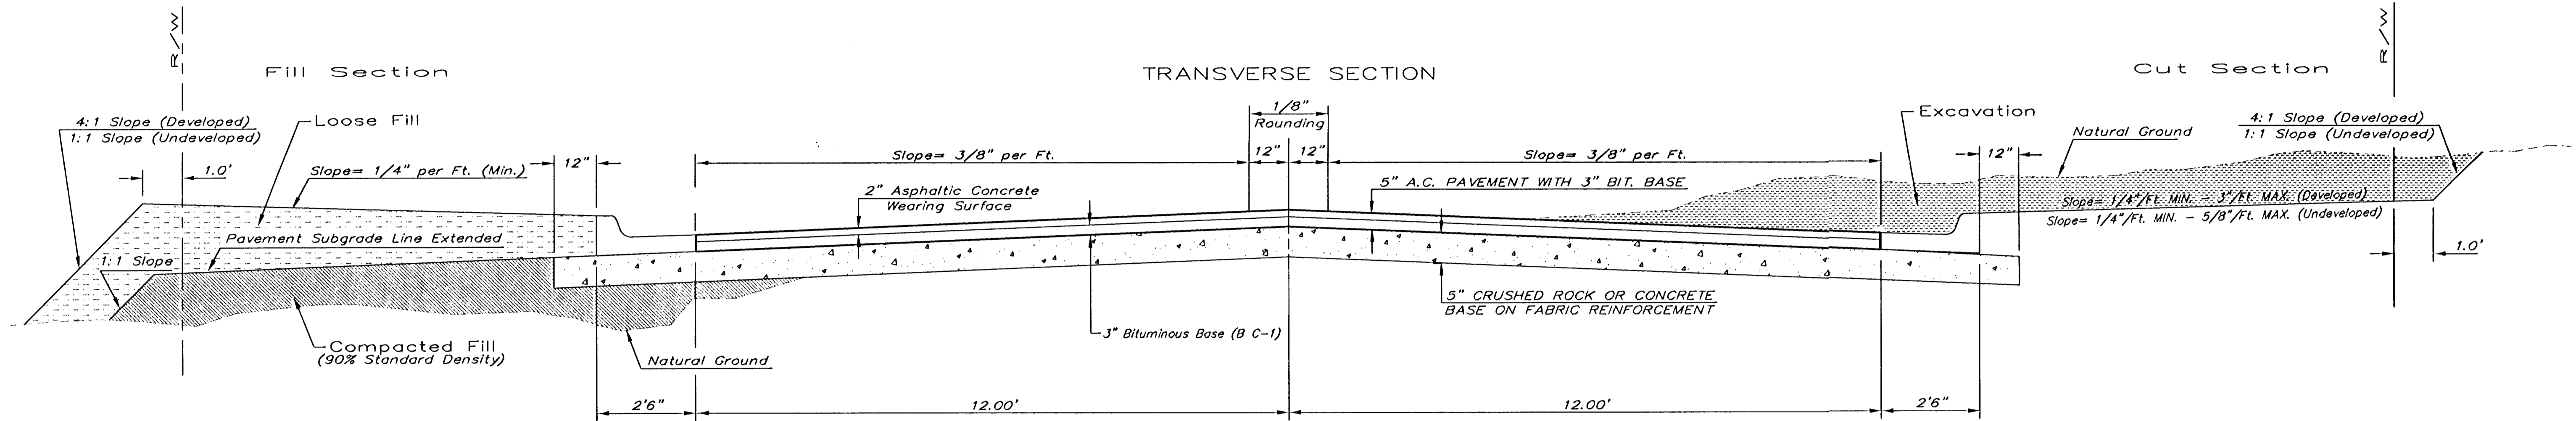 R/W
R/W
Fill Section
TRANSVERSE SECTION
Cut Section
4:1 Slope (Developed)
1:1 Slope (Undeveloped)
Loose Fill
1/8"
Rounding
Excavation
Natural Ground
4:1 Slope (Developed)
1:1 Slope (Undeveloped)
1.0'
Slope= 1/4" per Ft. (Min.)
12"
Slope= 3/8" per Ft.
12"
12"
Slope= 3/8" per Ft.
12"
2" Asphaltic Concrete
Wearing Surface
5" A.C. PAVEMENT WITH 3" BIT. BASE
Slope= 1/4"/Ft. MIN. - 3"/Ft. MAX. (Developed)
Slope= 1/4"/Ft. MIN. - 5/8"/Ft. MAX. (Undeveloped)
Pavement Subgrade Line Extended
1:1 Slope
1.0'
5" CRUSHED ROCK OR CONCRETE
BASE ON FABRIC REINFORCEMENT
3" Bituminous Base (B C-1)
Compacted Fill
(90% Standard Density)
Natural Ground
2'6"
12.00'
12.00'
2'6"